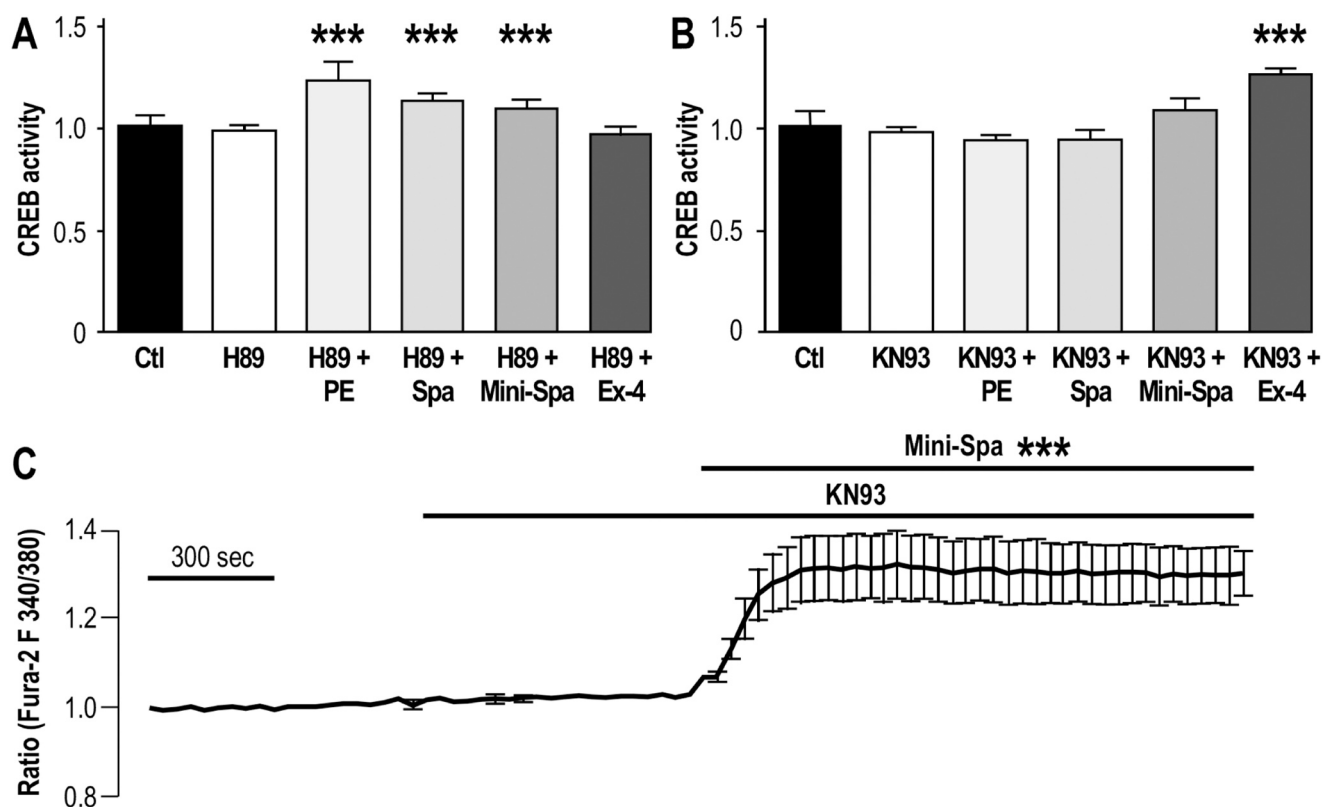 A
CREB activity
1.5
1.0
0.5
0
*** *** ***
Ctl H89 H89 + H89 + H89 + H89 +
PE Spa Mini-Spa Ex-4
B
CREB activity
1.5
1.0
0.5
0
***
Ctl KN93 KN93 + KN93 + KN93 + KN93 +
PE Spa Mini-Spa Ex-4
C
Mini-Spa ***
KN93
300 sec
Ratio (Fura-2 F 340/380)
1.4
1.2
1.0
0.8